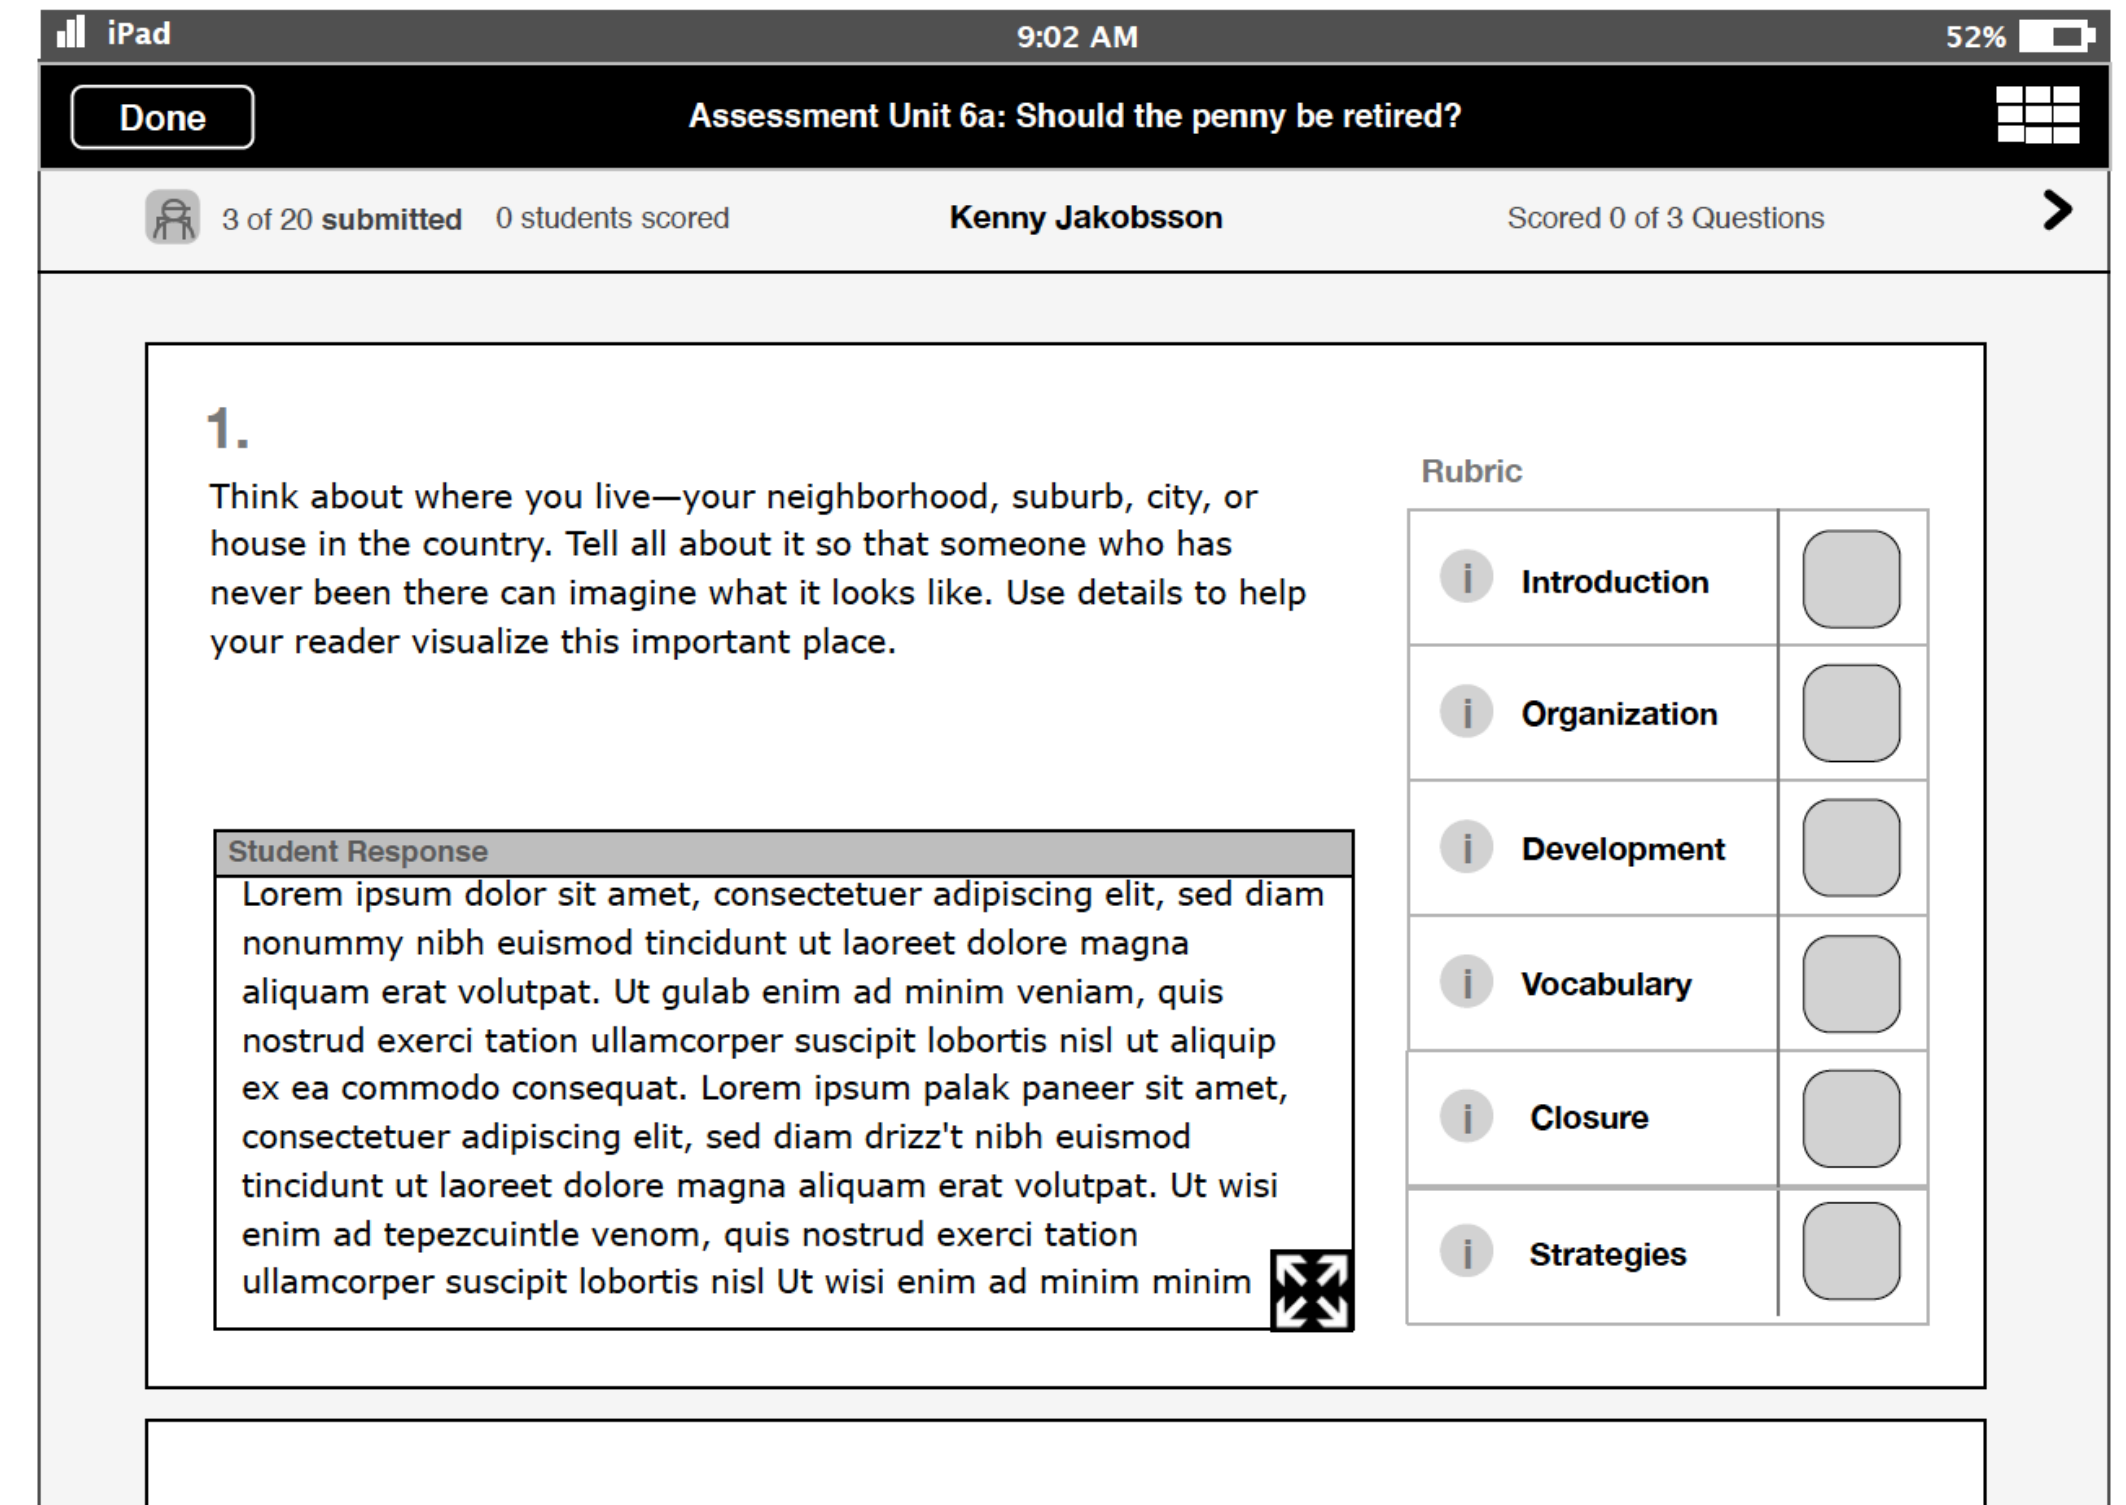 iPad
9:02 AM
52%
Done
Assessment Unit 6a: Should the penny be retired?
3 of 20 submitted
0 students scored
Kenny Jakobsson
Scored 0 of 3 Questions
1.
Think about where you live—your neighborhood, suburb, city, or
house in the country. Tell all about it so that someone who has
never been there can imagine what it looks like. Use details to help
your reader visualize this important place.
Student Response
Lorem ipsum dolor sit amet, consectetuer adipiscing elit, sed diam
nonummy nibh euismod tincidunt ut laoreet dolore magna
aliquam erat volutpat. Ut gulab enim ad minim veniam, quis
nostrud exerci tation ullamcorper suscipit lobortis nisl ut aliquip
ex ea commodo consequat. Lorem ipsum palak paneer sit amet,
consectetuer adipiscing elit, sed diam drizz't nibh euismod
tincidunt ut laoreet dolore magna aliquam erat volutpat. Ut wisi
enim ad tepezcuintle venom, quis nostrud exerci tation
ullamcorper suscipit lobortis nisl Ut wisi enim ad minim minim
Rubric
i Introduction
i Organization
i Development
i Vocabulary
i Closure
i Strategies